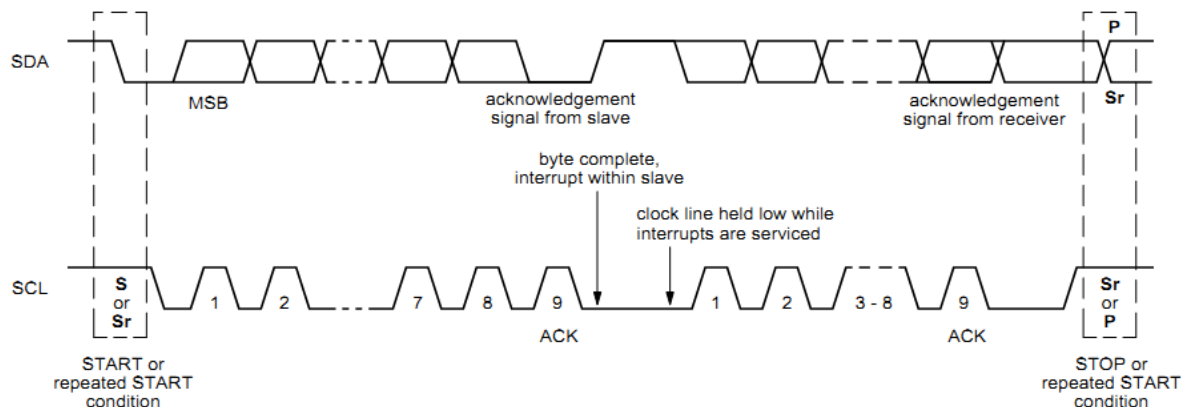 P
SDA
MSB
acknowledgement
signal from slave
acknowledgement
signal from receiver
Sr
byte complete,
interrupt within slave
clock line held low while
interrupts are serviced
SCL
S
or
Sr
1
2
7
8
9
1
2
3 - 8
9
Sr
or
P
ACK
ACK
START or
repeated START
condition
STOP or
repeated START
condition